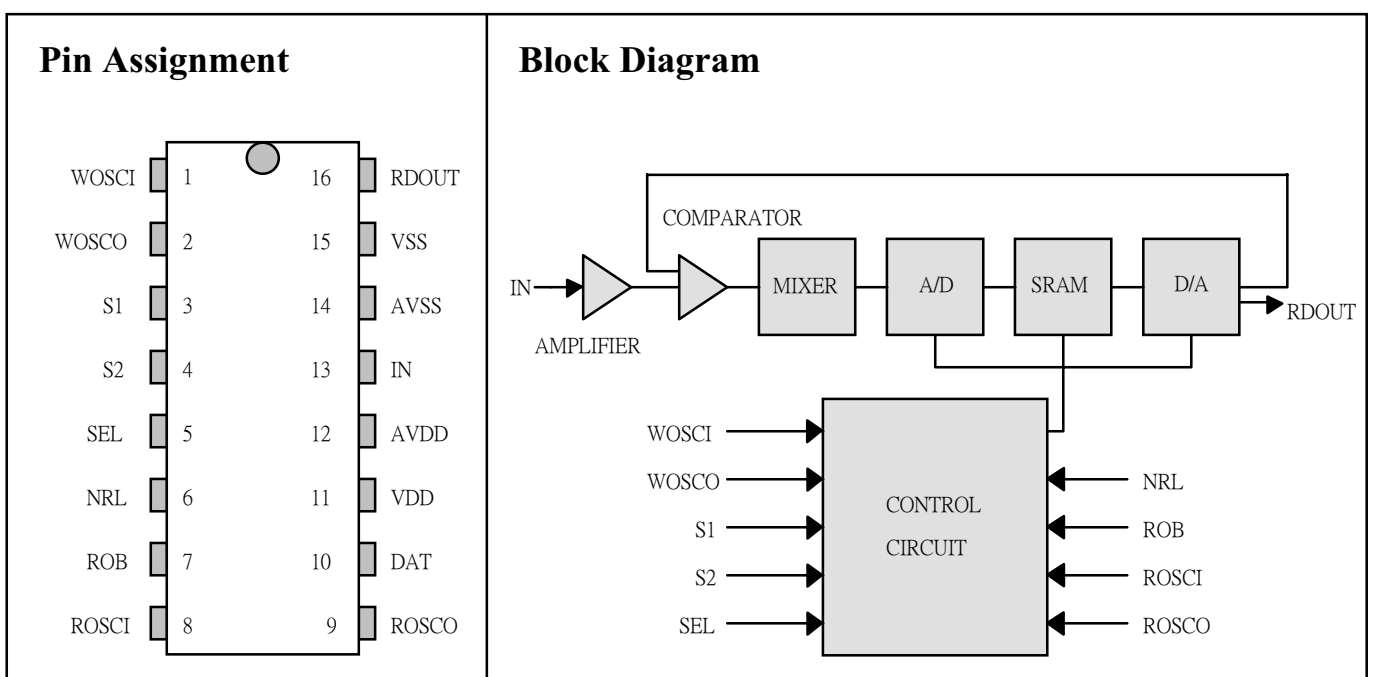 Pin Assignment
WOSCI 1 16 RDOUT
WOSCO 2 15 VSS
S1 3 14 AVSS
S2 4 13 IN
SEL 5 12 AVDD
NRL 6 11 VDD
ROB 7 10 DAT
ROSCI 8 9 ROSCO
Block Diagram
COMPARATOR
IN MIXER A/D SRAM D/A
RDOUT
AMPLIFIER
WOSCI
WOSCO NRL
S1 ROB
S2 ROSCI
SEL ROSCO
CONTROL
CIRCUIT